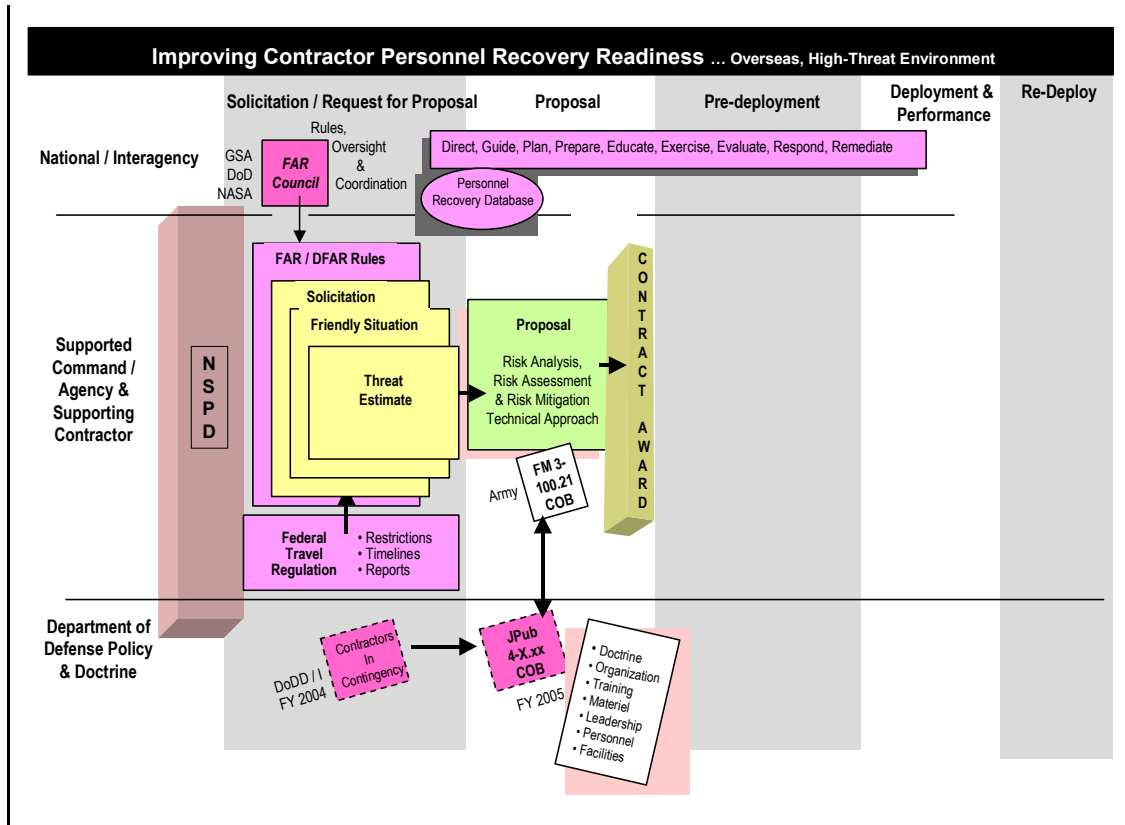 Improving Contractor Personnel Recovery Readiness ... Overseas, High-Threat Environment
Solicitation / Request for Proposal
Proposal
Pre-deployment
Deployment &
Performance
Re-Deploy
National / Interagency
GSA
DoD
NASA
FAR
Council
Rules,
Oversight
&
Coordination
Direct, Guide, Plan, Prepare, Educate, Exercise, Evaluate, Respond, Remediate
Personnel
Recovery Database
Supported
Command /
Agency &
Supporting
Contractor
N
S
P
D
FAR / DFAR Rules
Solicitation
Friendly Situation
Threat
Estimate
Proposal
Risk Analysis,
Risk Assessment
& Risk Mitigation
Technical Approach
C
O
N
T
R
A
C
T
A
W
A
R
D
Army
FM 3-
100.21
COB
Federal
Travel
Regulation
• Restrictions
• Timelines
• Reports
Department of
Defense Policy
& Doctrine
DoDD / I
FY 2004
Contractors
In
Contingency
JPub
4-X.xx
COB
FY 2005
• Doctrine
• Organization
• Training
• Materiel
• Leadership
• Personnel
• Facilities